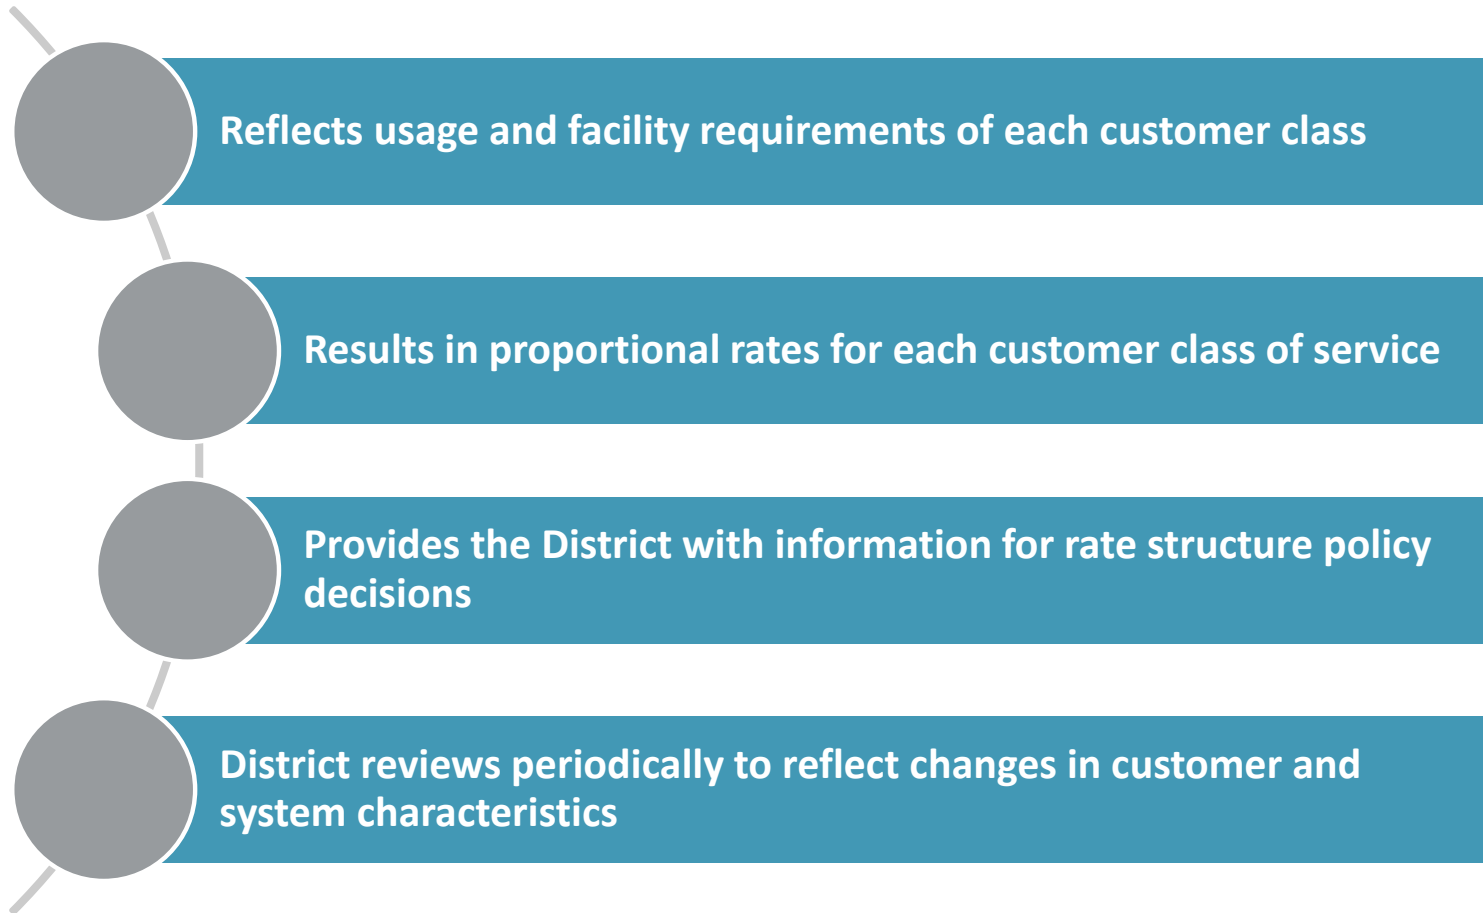 Reflects usage and facility requirements of each customer class
Results in proportional rates for each customer class of service
Provides the District with information for rate structure policy
decisions
District reviews periodically to reflect changes in customer and
system characteristics